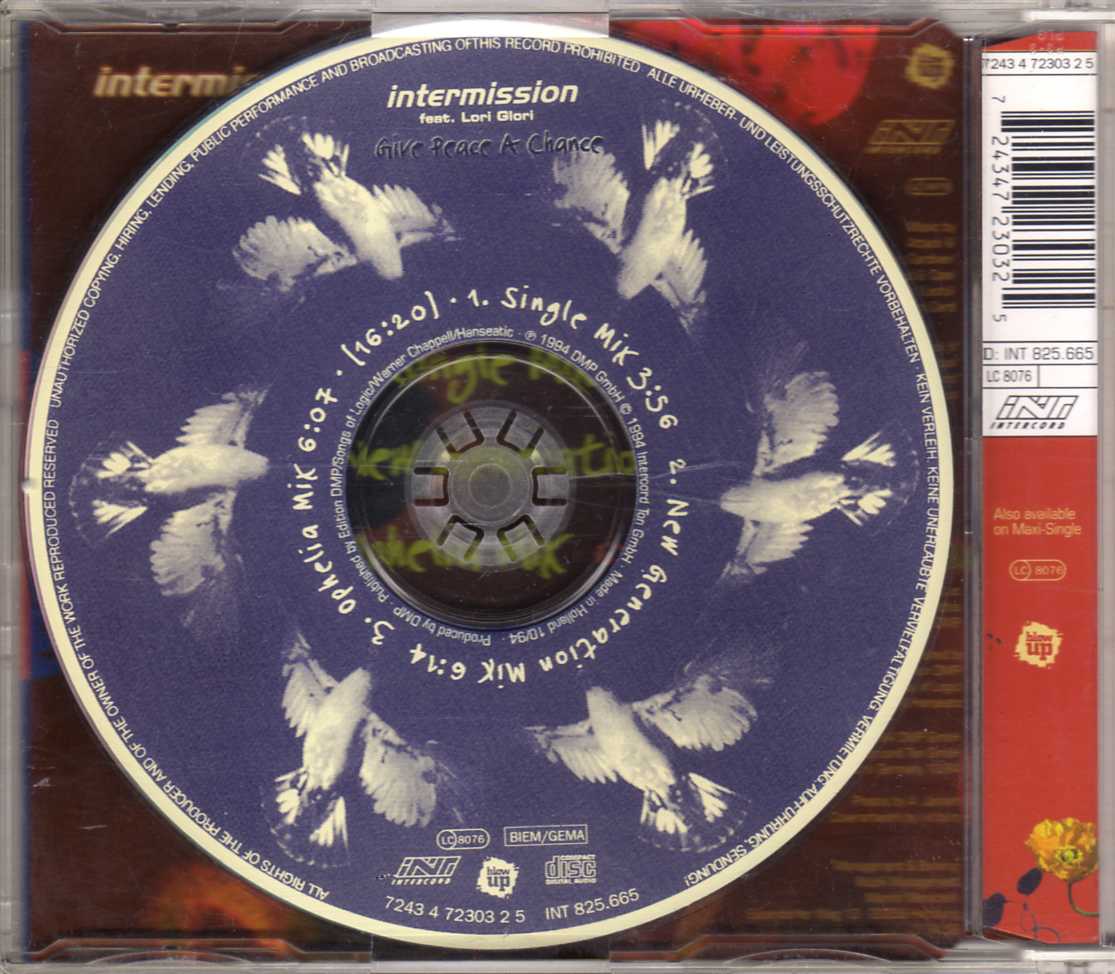 intermission
feat. Lori Glori
Give Peace A Chance
1. Single Mix 3:56 2. New Generation Mix 6:14 3. Ophelia Mix 6:07 · [16:20] ·
℗ 1994 DMP GmbH © 1994 Intercord Ton GmbH · Made in Holland 10/94 · Produced by DMP · Published by Edition DMP/Songs of Logic/Warner Chappell/Hanseatic ·
ALL RIGHTS OF THE PRODUCER AND OF THE OWNER OF THE WORK REPRODUCED RESERVED · UNAUTHORIZED COPYING, HIRING, LENDING, PUBLIC PERFORMANCE AND BROADCASTING OFTHIS RECORD PROHIBITED · ALLE URHEBER- UND LEISTUNGSSCHUTZRECHTE VORBEHALTEN · KEIN VERLEIH, KEINE UNERLAUBTE VERVIELFÄLTIGUNG, VERMIETUNG, AUFFÜHRUNG, SENDUNG!
LC 8076 BIEM/GEMA
INT INTERCORD
blow up
COMPACT disc DIGITAL AUDIO
7243 4 72303 2 5 INT 825.665
intermis
7243 4 72303 2 5
7 24347 23032 5
D: INT 825.665
LC 8076
INT
INTERCORD
Also available
on Maxi-Single
LC 8076
blow
up